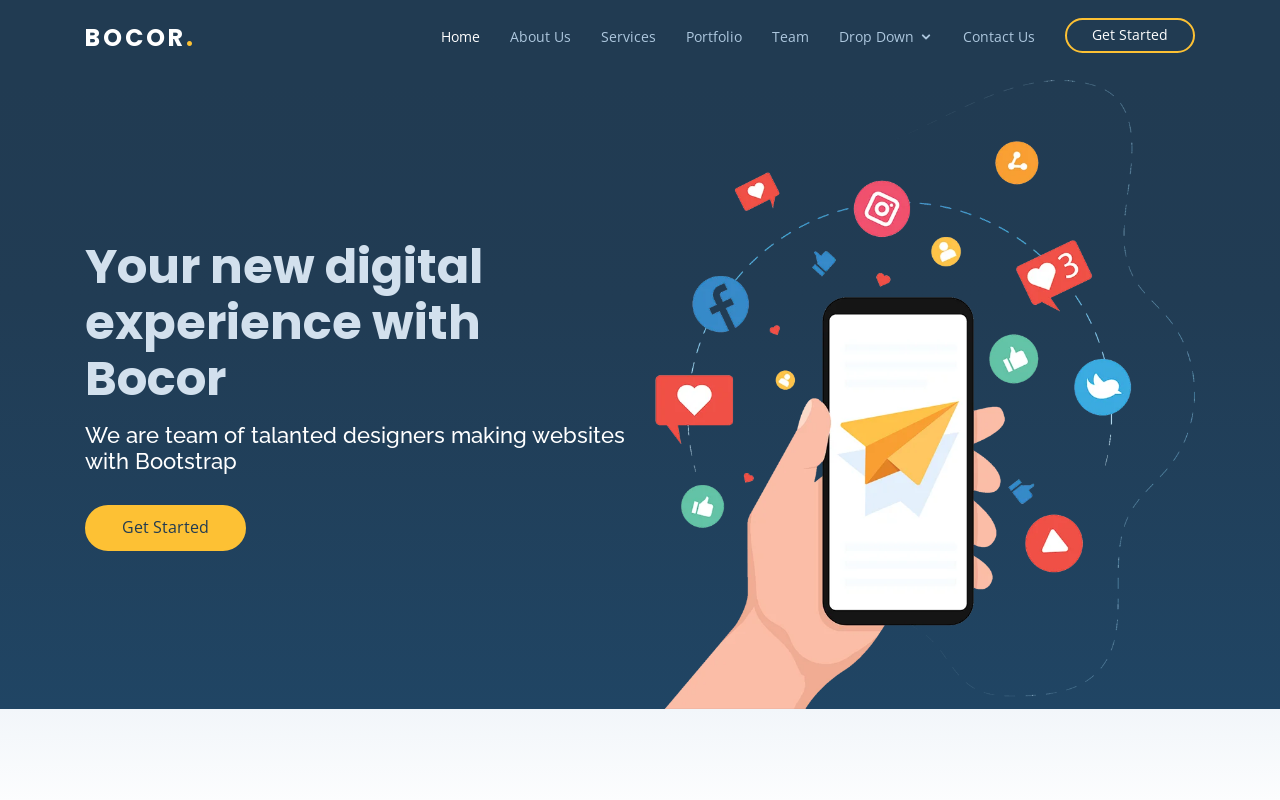 BOCOR.
Home About Us Services Portfolio Team Drop Down Contact Us Get Started
Your new digital
experience with
Bocor
We are team of talanted designers making websites
with Bootstrap
Get Started
3